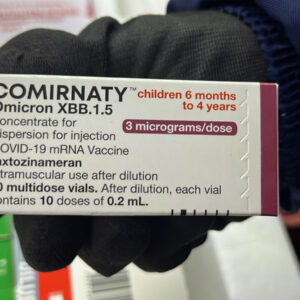 COMIRNATY™
children 6 months
to 4 years
Omicron XBB.1.5
3 micrograms/dose
oncentrate for
ispersion for injection
OVID-19 mRNA Vaccine
axtozinameran
tramuscular use after dilution
0 multidose vials. After dilution, each vial
ontains 10 doses of 0.2 mL.